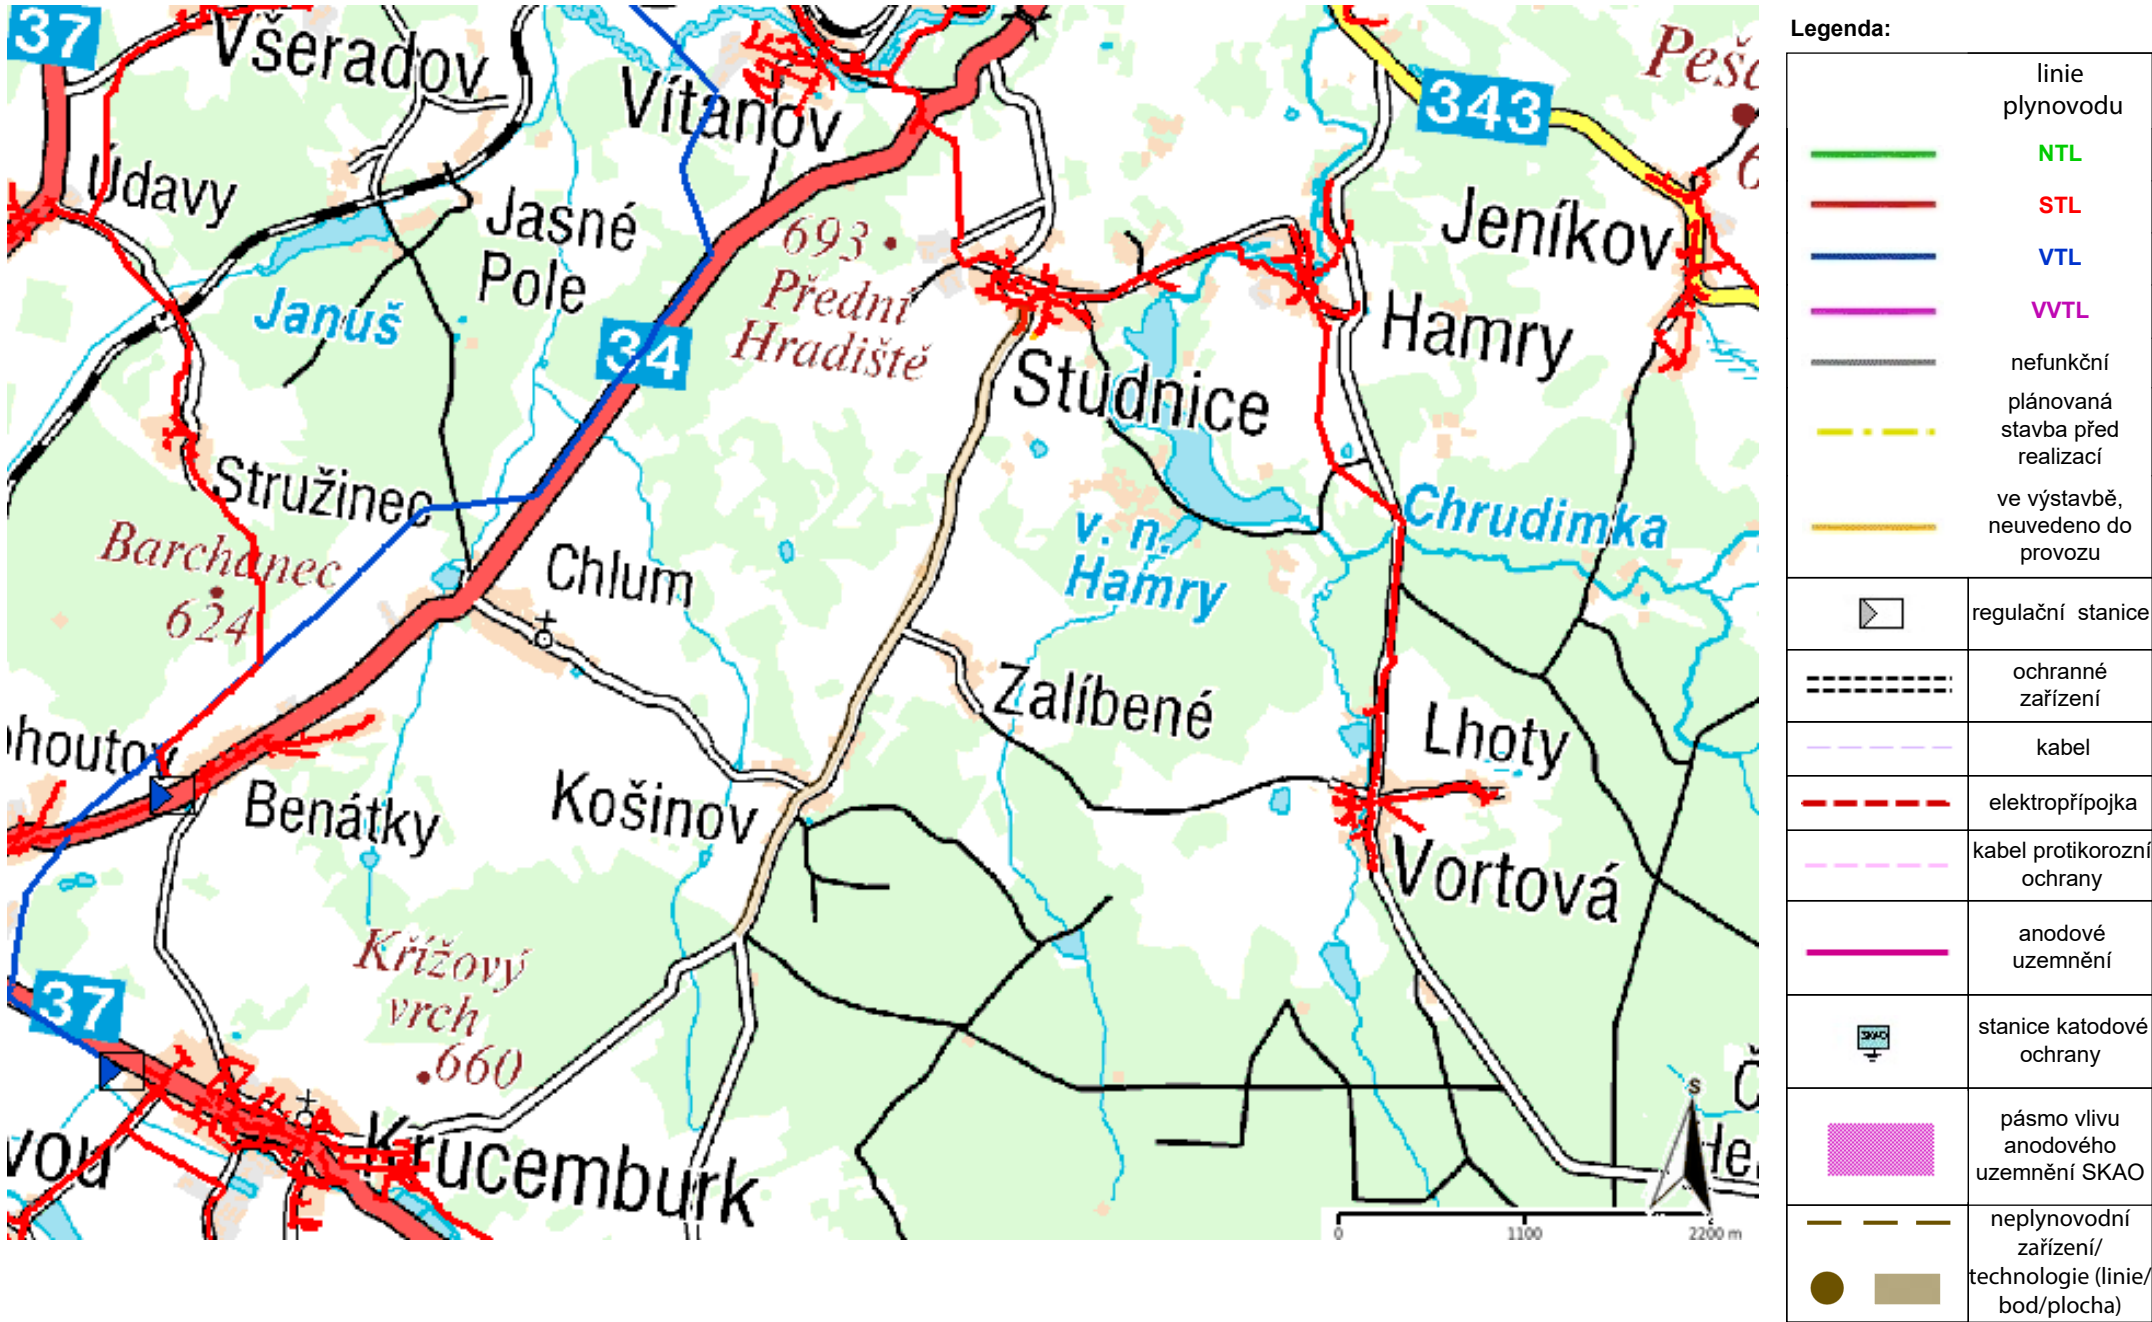 37
Všeradov
Vítanov
343
Údavy
Jasné
Pole
693
Přední
Hradiště
Jeníkov
Januš
34
Hamry
Studnice
Stružinec
Barchanec
624
Chlum
v. n.
Hamry
Chrudimka
Zalíbené
Lhoty
Benátky
Košinov
Vortová
Křížový
vrch
660
37
Krucemburk
vou
S
0 1100 2200 m
Legenda:
linie
plynovodu
NTL
STL
VTL
VVTL
nefunkční
plánovaná
stavba před
realizací
ve výstavbě,
neuvedeno do
provozu
regulační stanice
ochranné
zařízení
kabel
elektropřípojka
kabel protikorozní
ochrany
anodové
uzemnění
SKAO
stanice katodové
ochrany
pásmo vlivu
anodového
uzemnění SKAO
neplynovodní
zařízení/
technologie (linie/
bod/plocha)